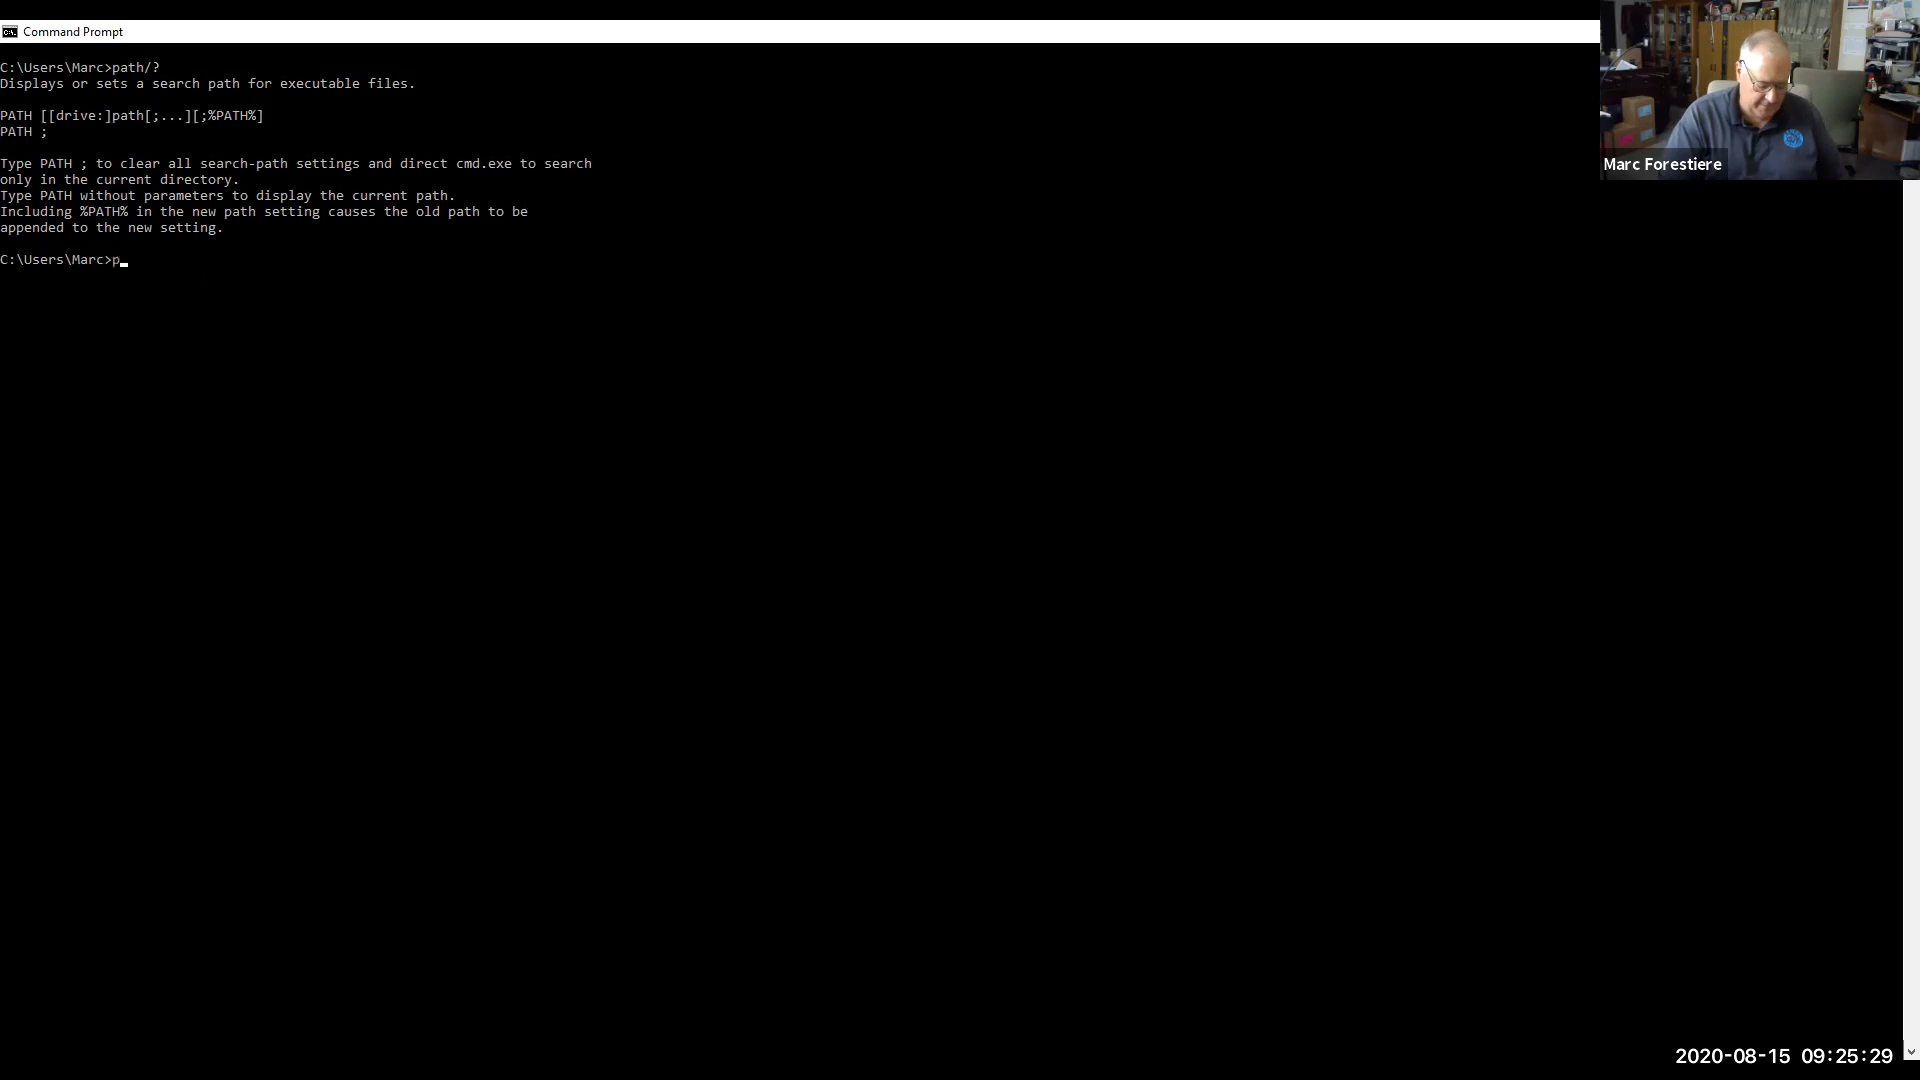 Command Prompt
C:\Users\Marc>path/?
Displays or sets a search path for executable files.
PATH [[drive:]path[;...][;%PATH%]
PATH ;
Type PATH ; to clear all search-path settings and direct cmd.exe to search
only in the current directory.
Type PATH without parameters to display the current path.
Including %PATH% in the new path setting causes the old path to be
appended to the new setting.
C:\Users\Marc>p
Marc Forestiere
2020-08-15 09:25:29